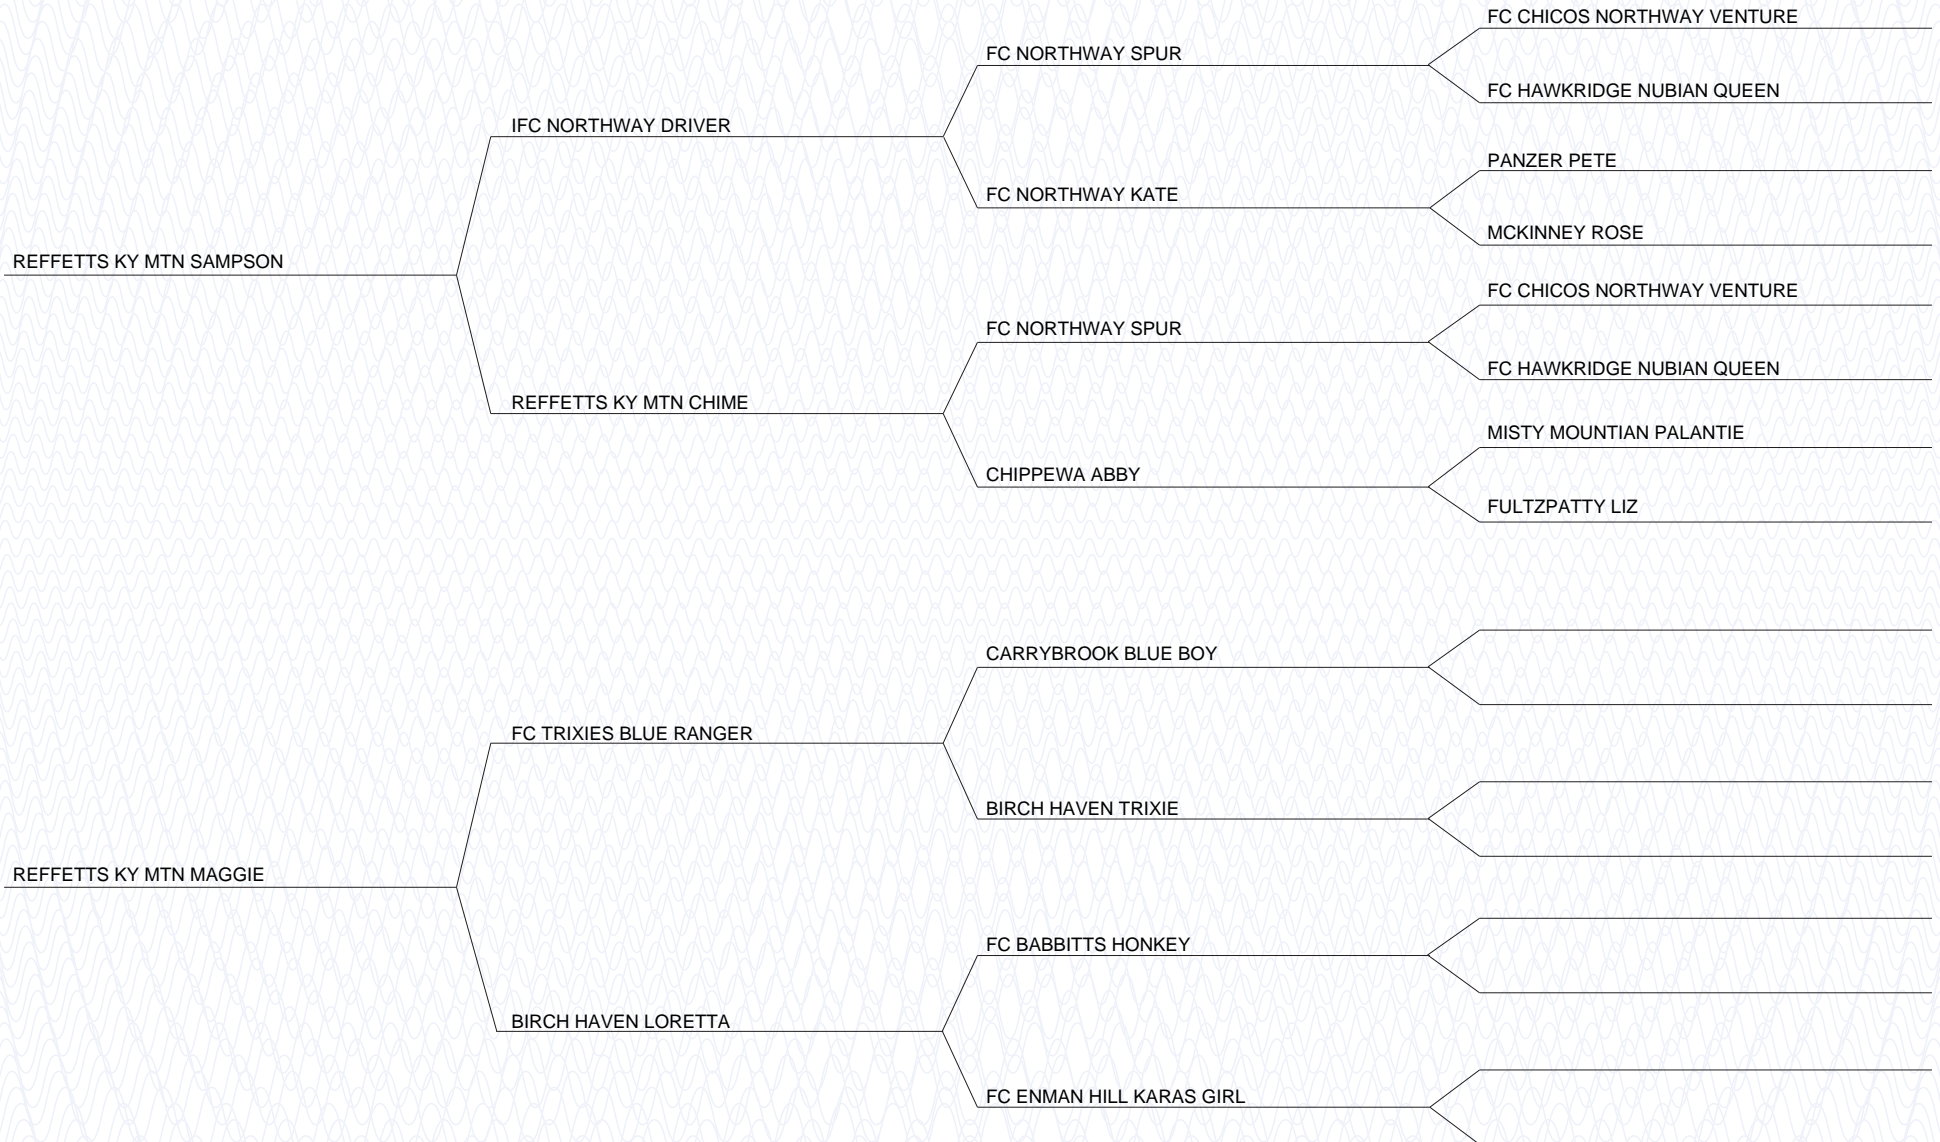 FC CHICOS NORTHWAY VENTURE
FC NORTHWAY SPUR
FC HAWKRIDGE NUBIAN QUEEN
IFC NORTHWAY DRIVER
PANZER PETE
FC NORTHWAY KATE
MCKINNEY ROSE
REFFETTS KY MTN SAMPSON
FC CHICOS NORTHWAY VENTURE
FC NORTHWAY SPUR
FC HAWKRIDGE NUBIAN QUEEN
REFFETTS KY MTN CHIME
MISTY MOUNTIAN PALANTIE
CHIPPEWA ABBY
FULTZPATTY LIZ
CARRYBROOK BLUE BOY
FC TRIXIES BLUE RANGER
BIRCH HAVEN TRIXIE
REFFETTS KY MTN MAGGIE
FC BABBITTS HONKEY
BIRCH HAVEN LORETTA
FC ENMAN HILL KARAS GIRL